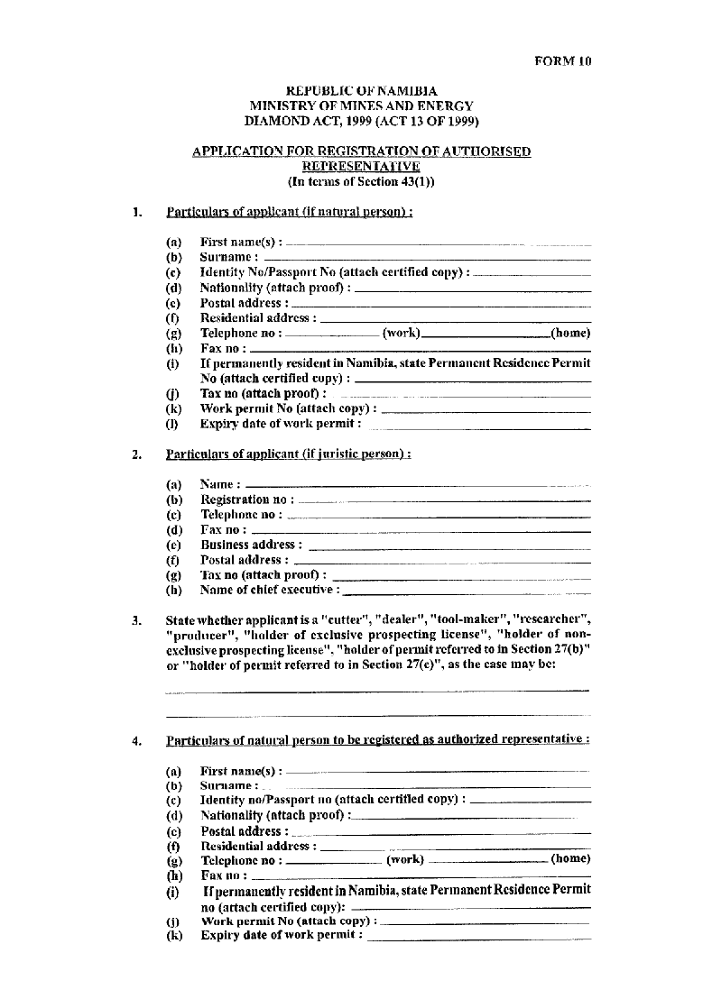 FORM 10
REPUBLIC OF NAMIBIA
MINISTRY OF MINES AND ENERGY
DIAMOND ACT, 1999 (ACT 13 OF 1999)
APPLICATION FOR REGISTRATION OF AUTHORISED
REPRESENTATIVE
(In terms of Section 43(1))
1. Particulars of applicant (if natural person) :
(a) First name(s) :
(b) Surname :
(c) Identity No/Passport No (attach certified copy) :
(d) Nationality (attach proof) :
(e) Postal address :
(f) Residential address :
(g) Telephone no : (work) (home)
(h) Fax no :
(i) If permanently resident in Namibia, state Permanent Residence Permit
No (attach certified copy) :
(j) Tax no (attach proof) :
(k) Work permit No (attach copy) :
(l) Expiry date of work permit :
2. Particulars of applicant (if juristic person) :
(a) Name :
(b) Registration no :
(c) Telephone no :
(d) Fax no :
(e) Business address :
(f) Postal address :
(g) Tax no (attach proof) :
(h) Name of chief executive :
3. State whether applicant is a "cutter", "dealer", "tool-maker", "researcher",
"producer", "holder of exclusive prospecting license", "holder of non-
exclusive prospecting license", "holder of permit referred to in Section 27(b)"
or "holder of permit referred to in Section 27(c)", as the case may be:
4. Particulars of natural person to be registered as authorized representative :
(a) First name(s) :
(b) Surname :
(c) Identity no/Passport no (attach certified copy) :
(d) Nationality (attach proof) :
(e) Postal address :
(f) Residential address :
(g) Telephone no : (work) (home)
(h) Fax no :
(i) If permanently resident in Namibia, state Permanent Residence Permit
no (attach certified copy):
(j) Work permit No (attach copy) :
(k) Expiry date of work permit :